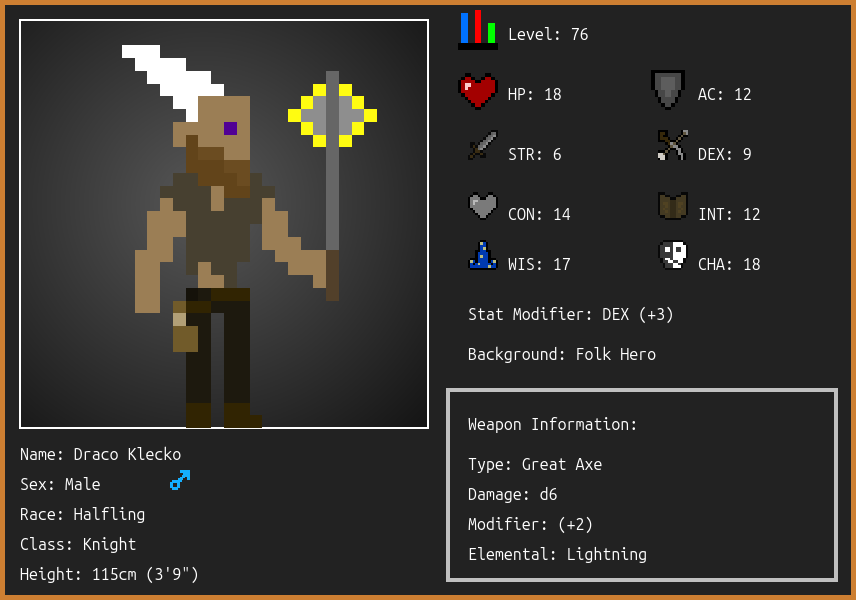 Level: 76
HP: 18
AC: 12
STR: 6
DEX: 9
CON: 14
INT: 12
WIS: 17
CHA: 18
Stat Modifier: DEX (+3)
Background: Folk Hero
Weapon Information:
Type: Great Axe
Damage: d6
Modifier: (+2)
Elemental: Lightning
Name: Draco Klecko
Sex: Male
Race: Halfling
Class: Knight
Height: 115cm (3'9")